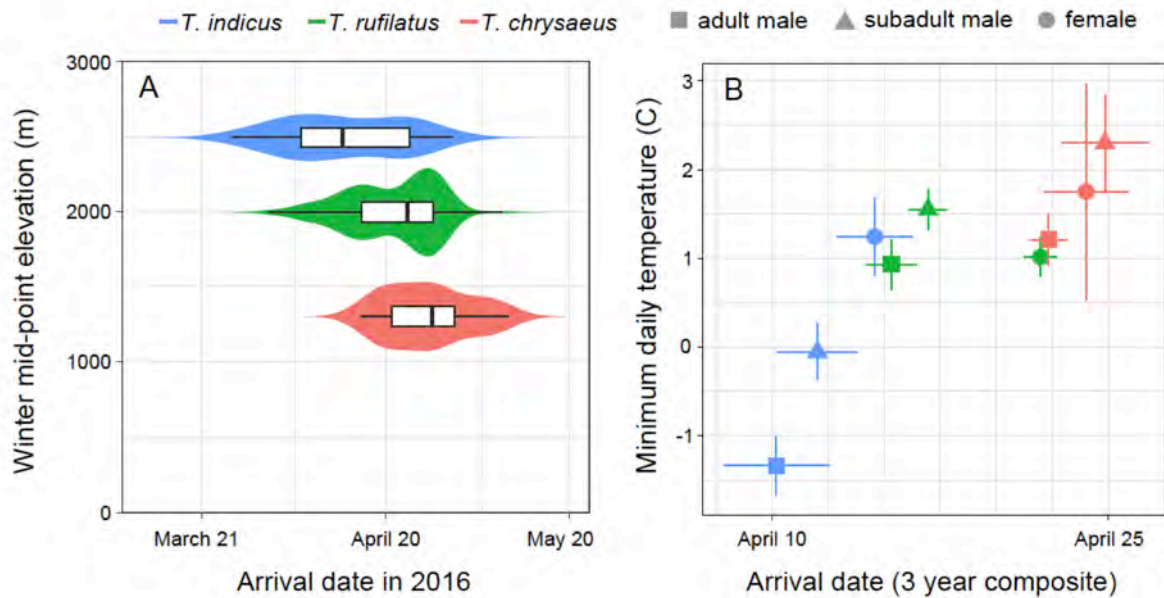 T. indicus T. rufilatus T. chrysaeus adult male subadult male female
A
Winter mid-point elevation (m)
3000
2000
1000
0
March 21 April 20 May 20
Arrival date in 2016
B
Minimum daily temperature (C)
3
2
1
0
-1
April 10 April 25
Arrival date (3 year composite)